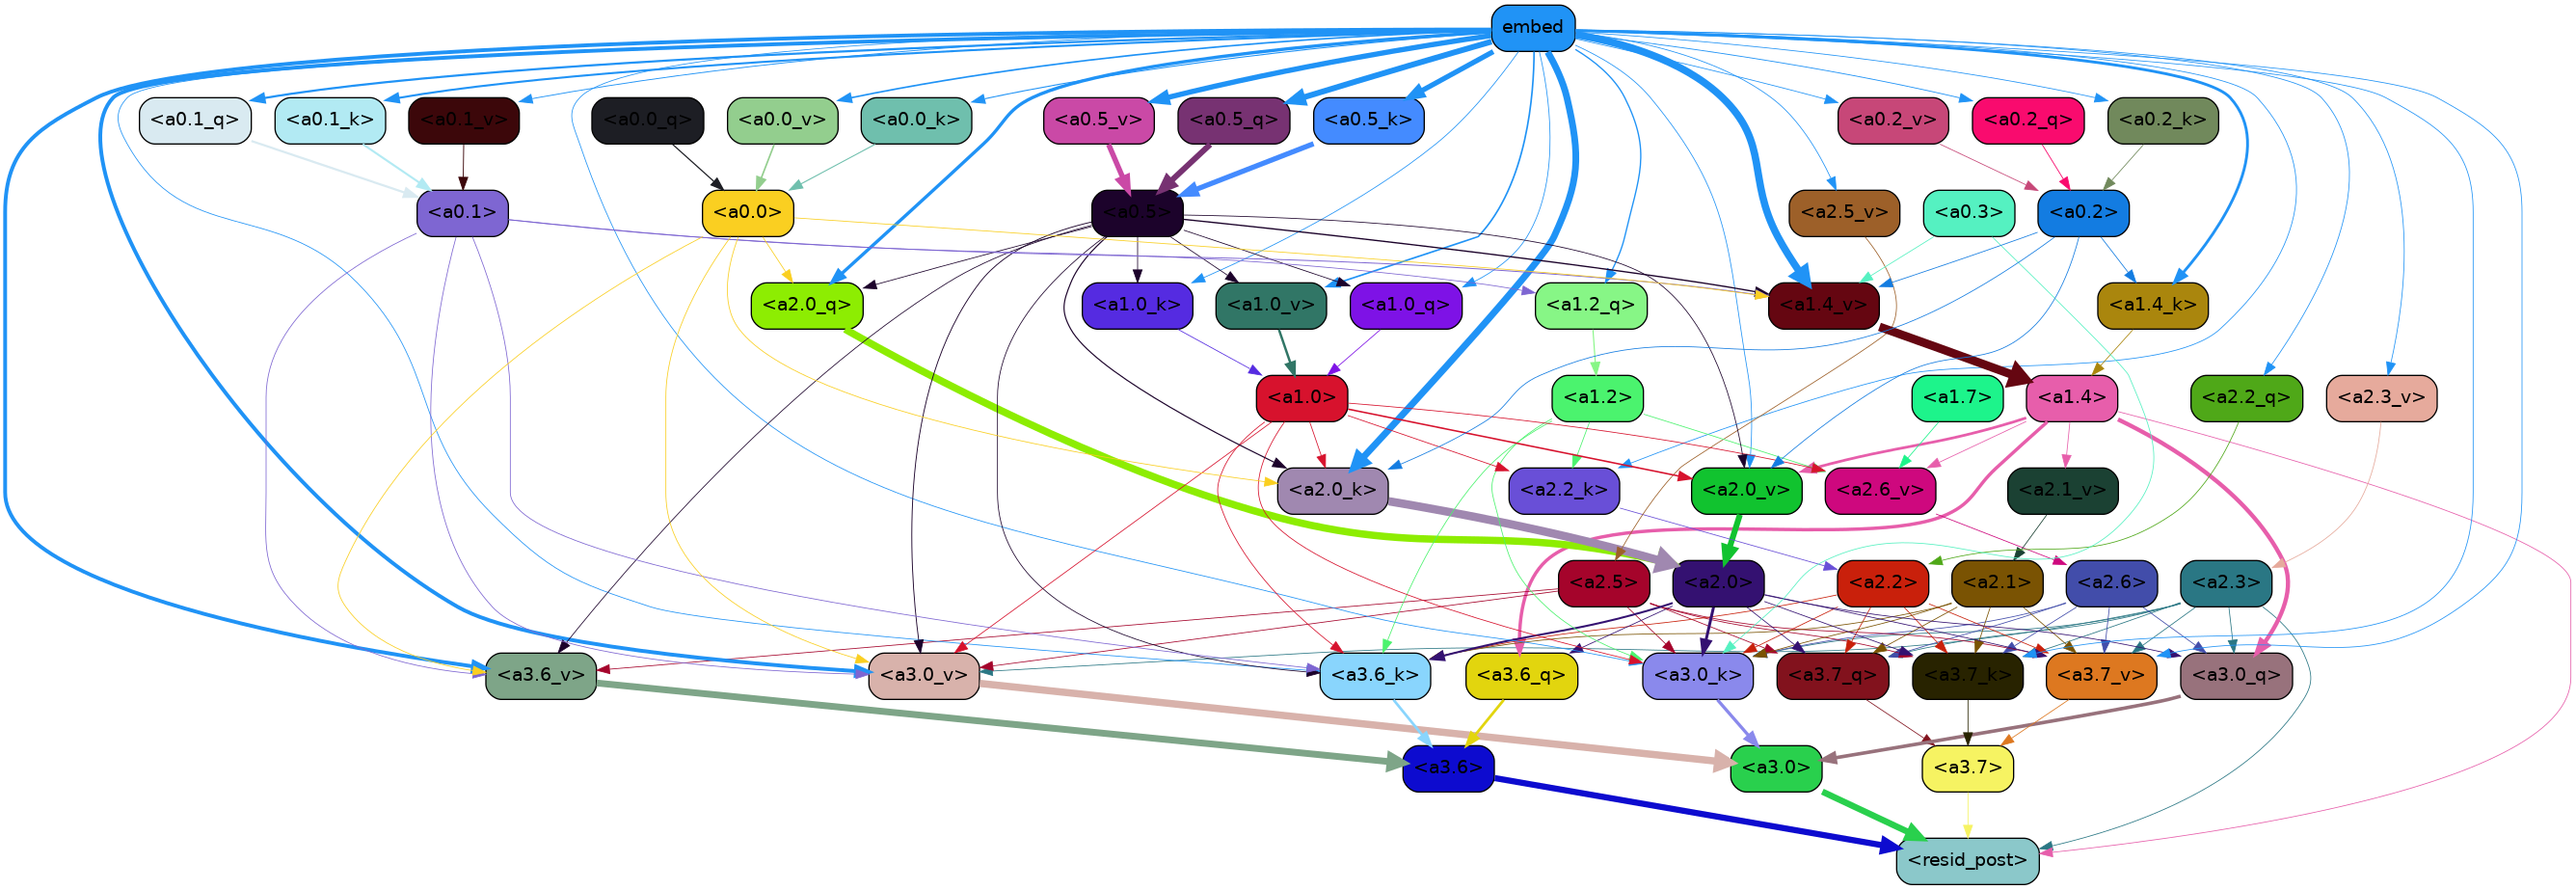 embed
<a0.1_q> <a0.1_k> <a0.1_v> <a0.0_q> <a0.0_v> <a0.0_k> <a0.5_v> <a0.5_q> <a0.5_k> <a0.2_v> <a0.2_q> <a0.2_k>
<a0.1> <a0.0> <a0.5> <a2.5_v> <a0.3> <a0.2>
<a2.0_q> <a1.0_k> <a1.0_v> <a1.0_q> <a1.2_q> <a1.4_v> <a1.4_k>
<a1.0> <a1.2> <a1.7> <a1.4> <a2.2_q> <a2.3_v>
<a2.0_k> <a2.2_k> <a2.0_v> <a2.6_v> <a2.1_v>
<a2.5> <a2.0> <a2.2> <a2.1> <a2.6> <a2.3>
<a3.6_v> <a3.0_v> <a3.6_k> <a3.6_q> <a3.0_k> <a3.7_q> <a3.7_k> <a3.7_v> <a3.0_q>
<a3.6> <a3.0> <a3.7>
<resid_post>